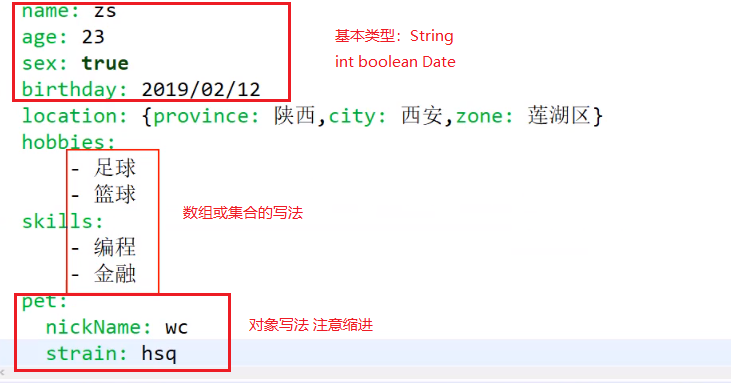 name: zs
age: 23
sex: true
birthday: 2019/02/12
基本类型：String
int boolean Date
location: {province: 陕西,city: 西安,zone: 莲湖区}
hobbies:
- 足球
- 篮球
skills:
- 编程
- 金融
数组或集合的写法
pet:
nickName: wc
strain: hsq
对象写法 注意缩进